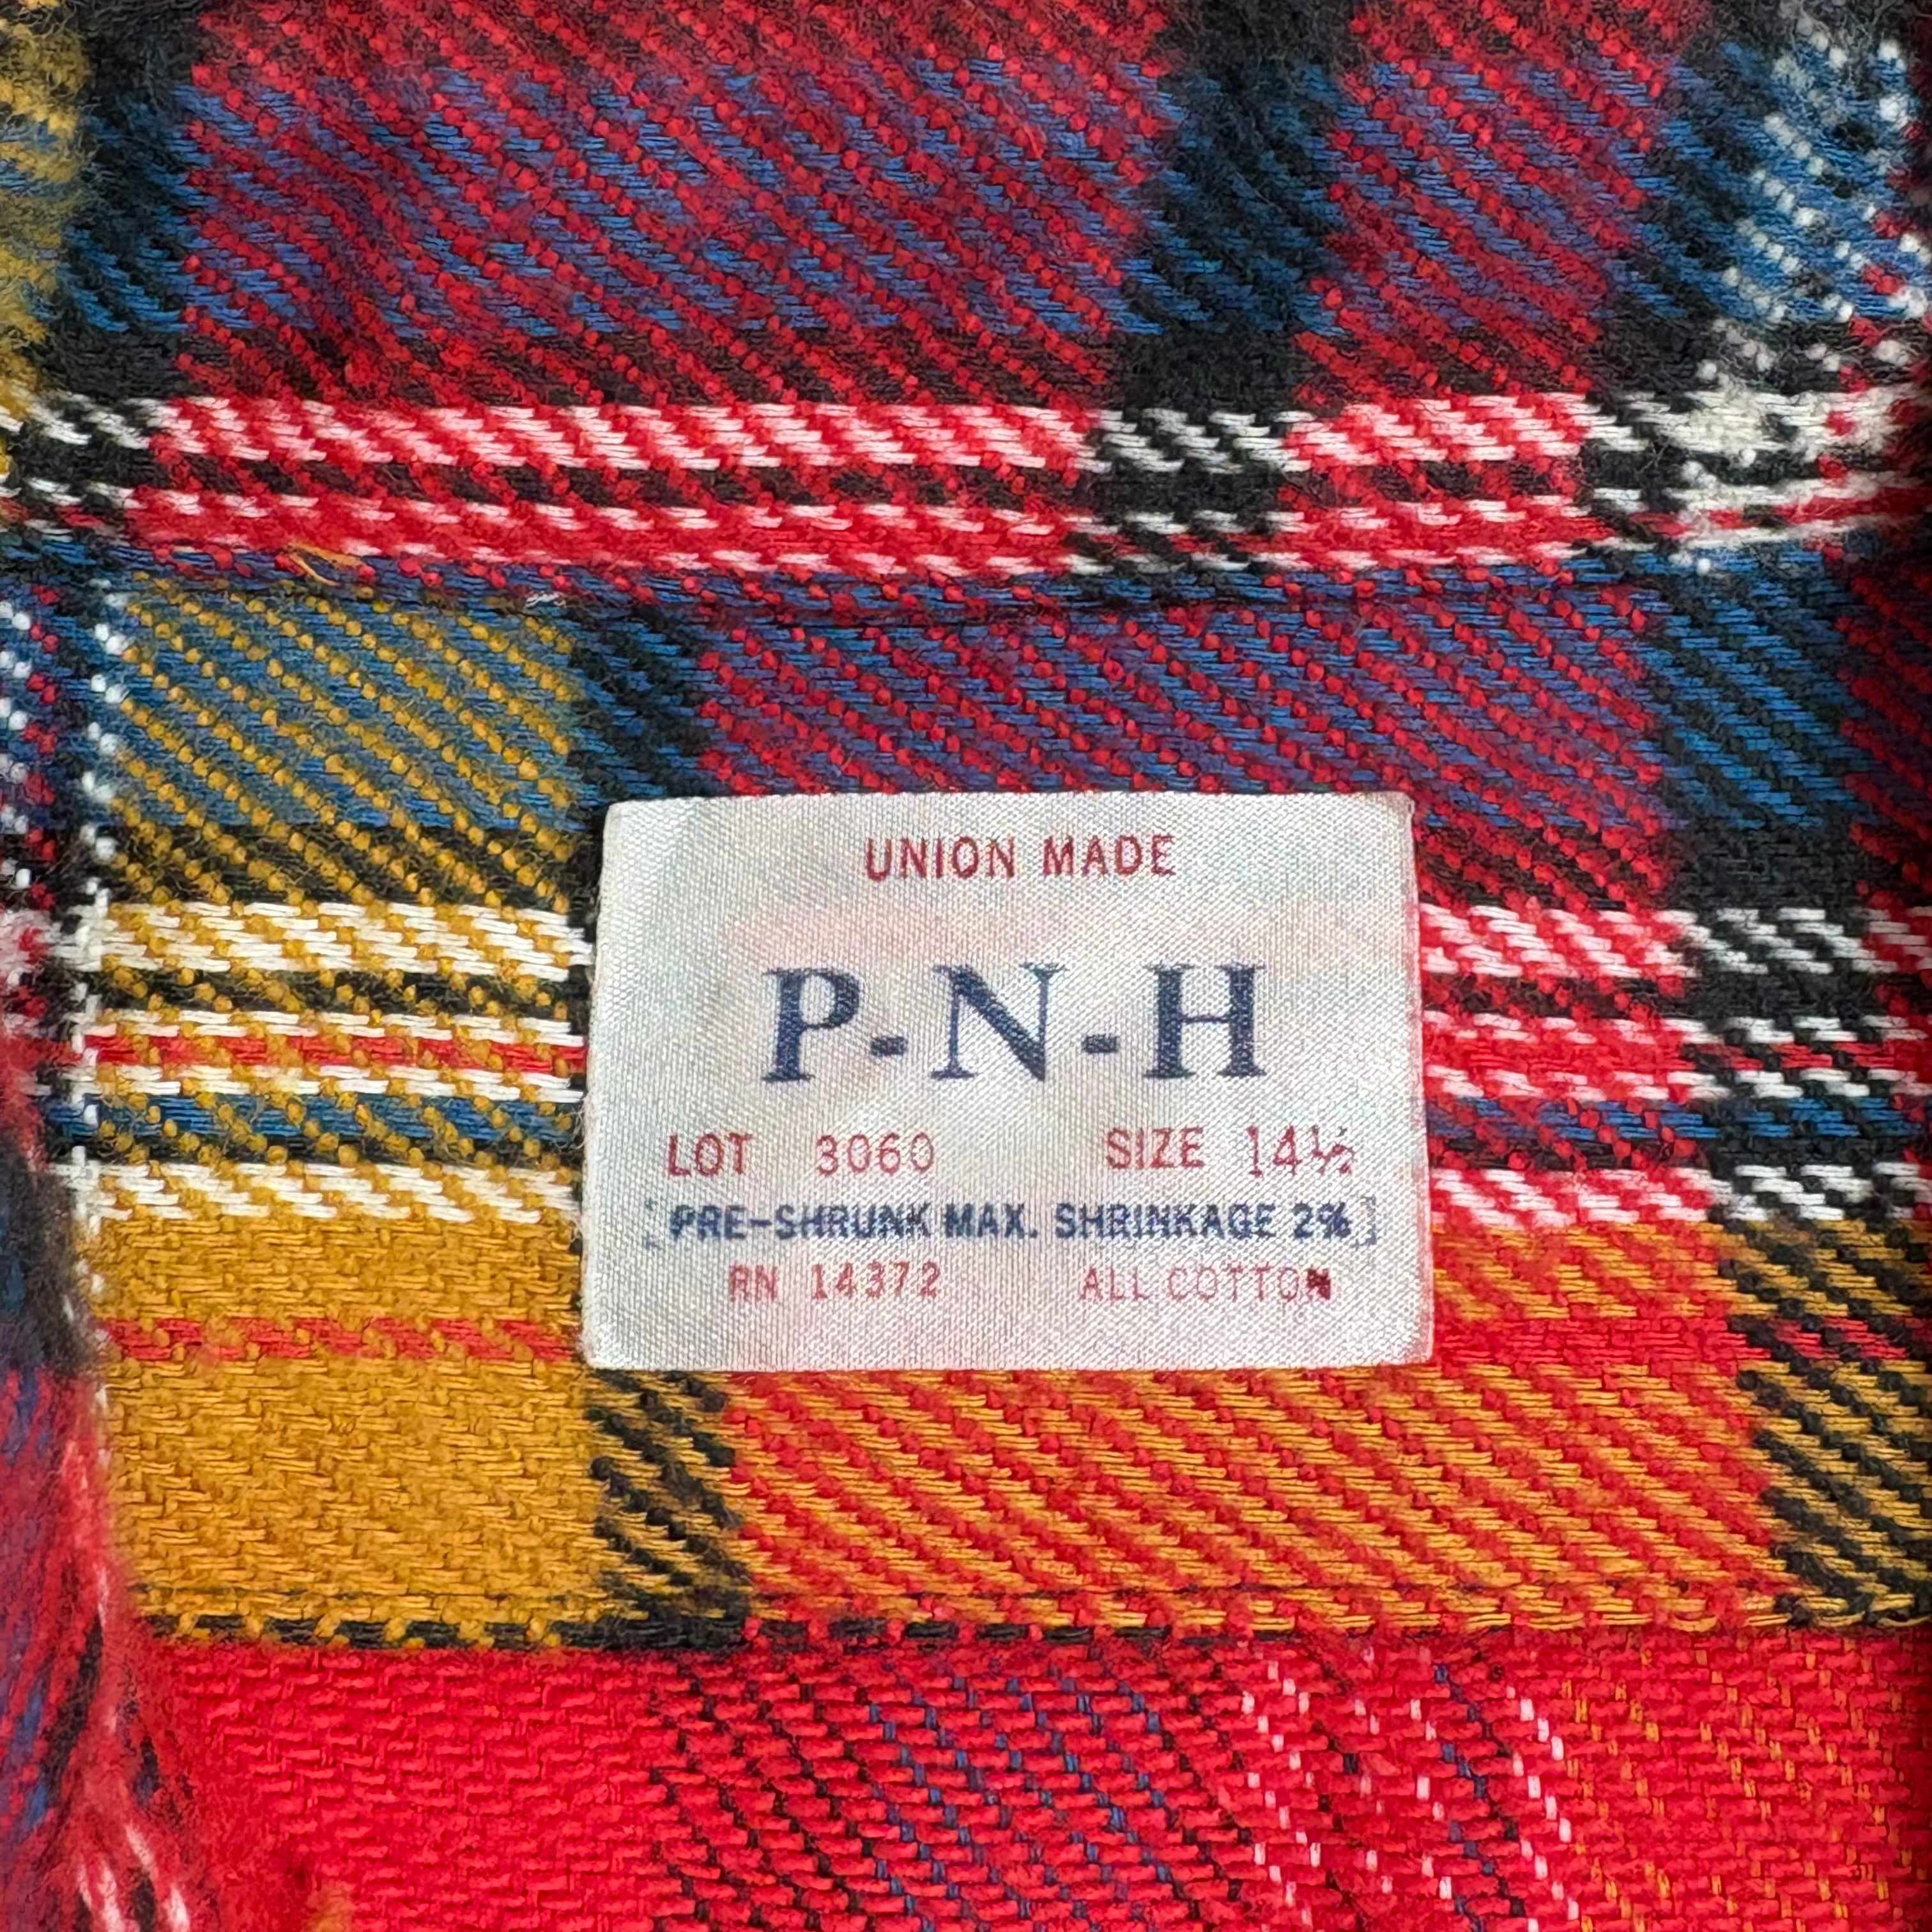 UNION MADE
P-N-H
LOT 3060 SIZE 14½
[PRE-SHRUNK MAX. SHRINKAGE 2%]
RN 14372 ALL COTTON